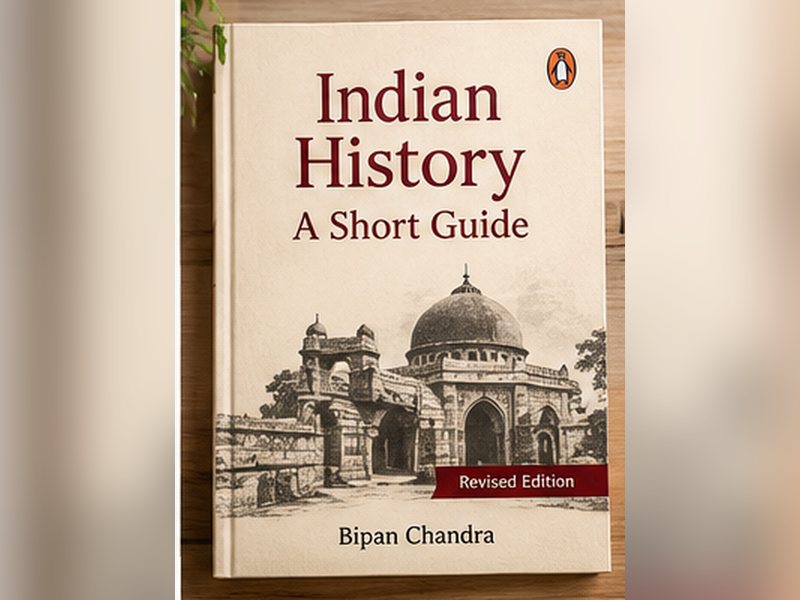 Indian
History
A Short Guide
Revised Edition
Bipan Chandra